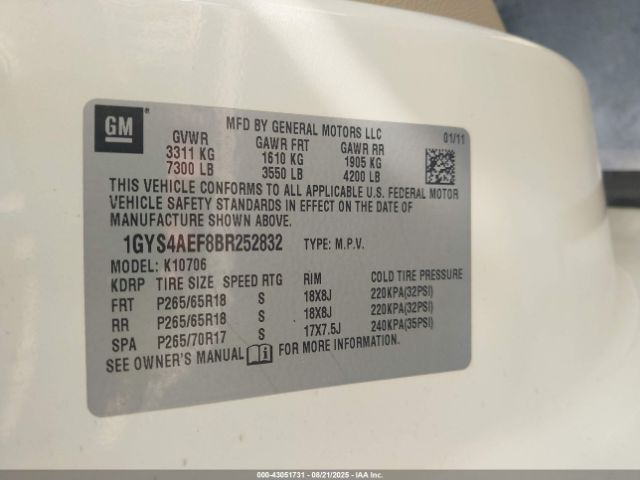 GM ®
MFD BY GENERAL MOTORS LLC 01/11
GVWR GAWR FRT GAWR RR
3311 KG 1610 KG 1905 KG
7300 LB 3550 LB 4200 LB
THIS VEHICLE CONFORMS TO ALL APPLICABLE U.S. FEDERAL MOTOR
VEHICLE SAFETY STANDARDS IN EFFECT ON THE DATE OF
MANUFACTURE SHOWN ABOVE.
1GYS4AEF8BR252832 TYPE: M.P.V.
MODEL: K10706
KDRP TIRE SIZE SPEED RTG RIM COLD TIRE PRESSURE
FRT P265/65R18 S 18X8J 220KPA(32PSI)
RR P265/65R18 S 18X8J 220KPA(32PSI)
SPA P265/70R17 S 17X7.5J 240KPA(35PSI)
SEE OWNER'S MANUAL FOR MORE INFORMATION.
000-43051731 - 08/21/2025 - IAA Inc.